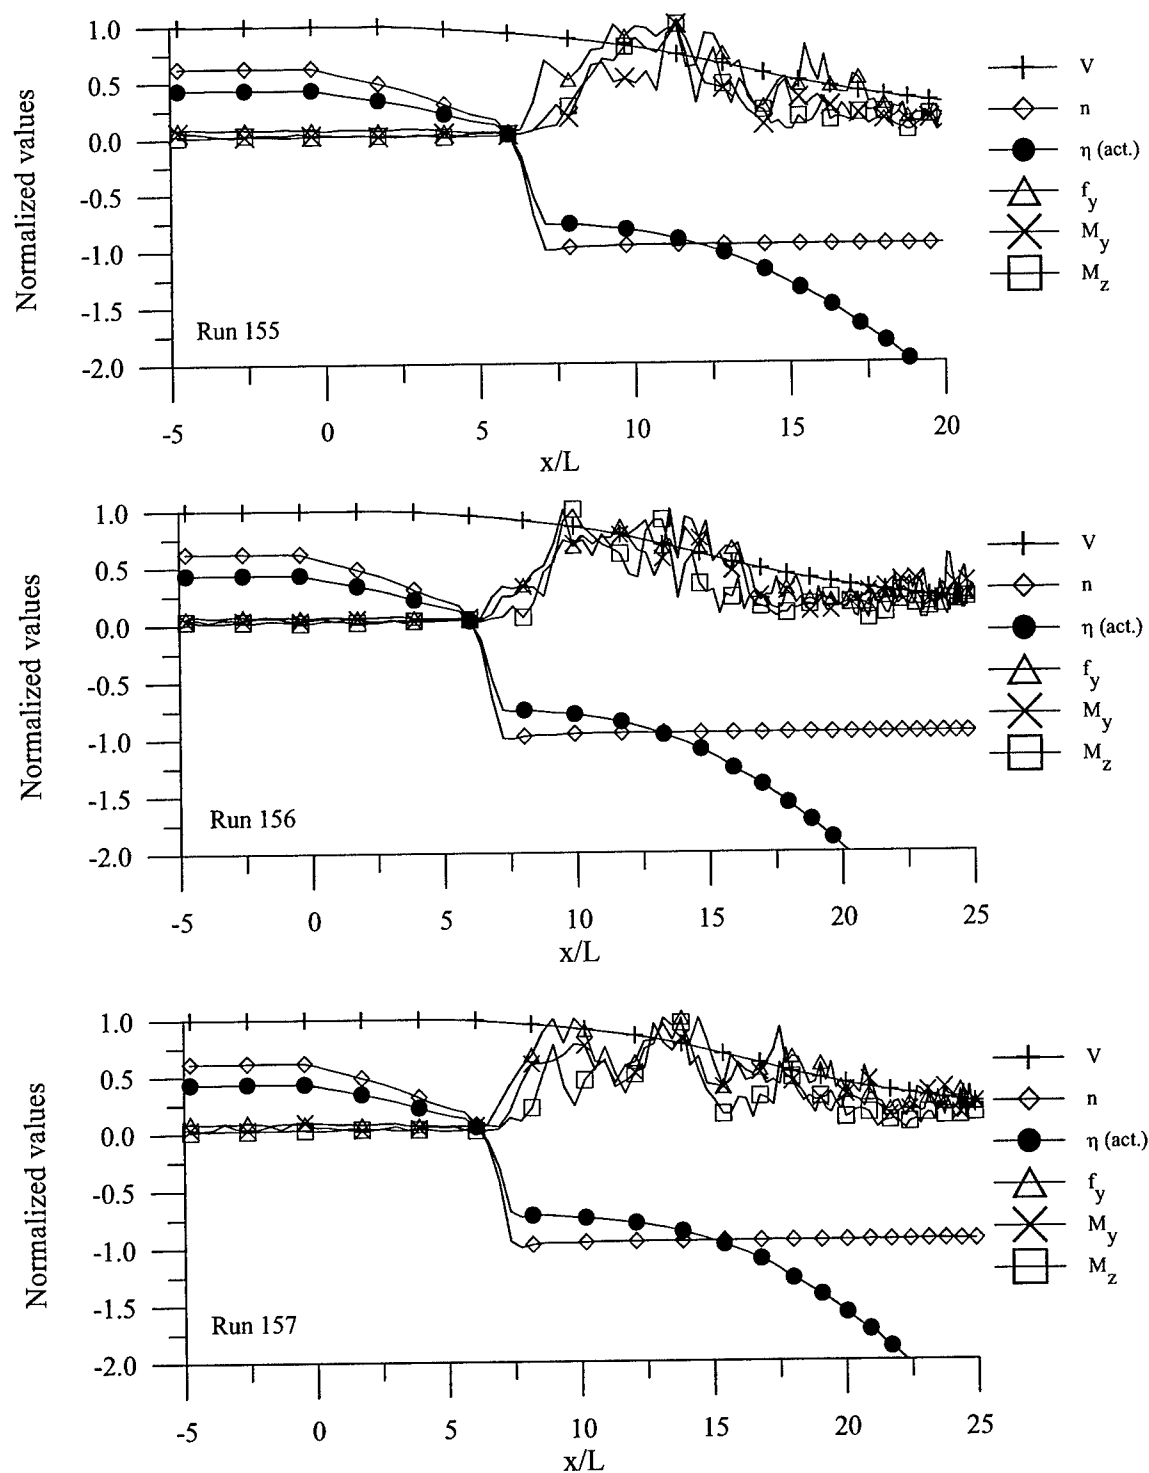 1.0
0.5
0.0
-0.5
-1.0
-1.5
-2.0
Normalized values
Run 155
-5 0 5 10 15 20
x/L
V
n
η (act.)
f_y
M_y
M_z
1.0
0.5
0.0
-0.5
-1.0
-1.5
-2.0
Normalized values
Run 156
-5 0 5 10 15 20 25
x/L
V
n
η (act.)
f_y
M_y
M_z
1.0
0.5
0.0
-0.5
-1.0
-1.5
-2.0
Normalized values
Run 157
-5 0 5 10 15 20 25
x/L
V
n
η (act.)
f_y
M_y
M_z